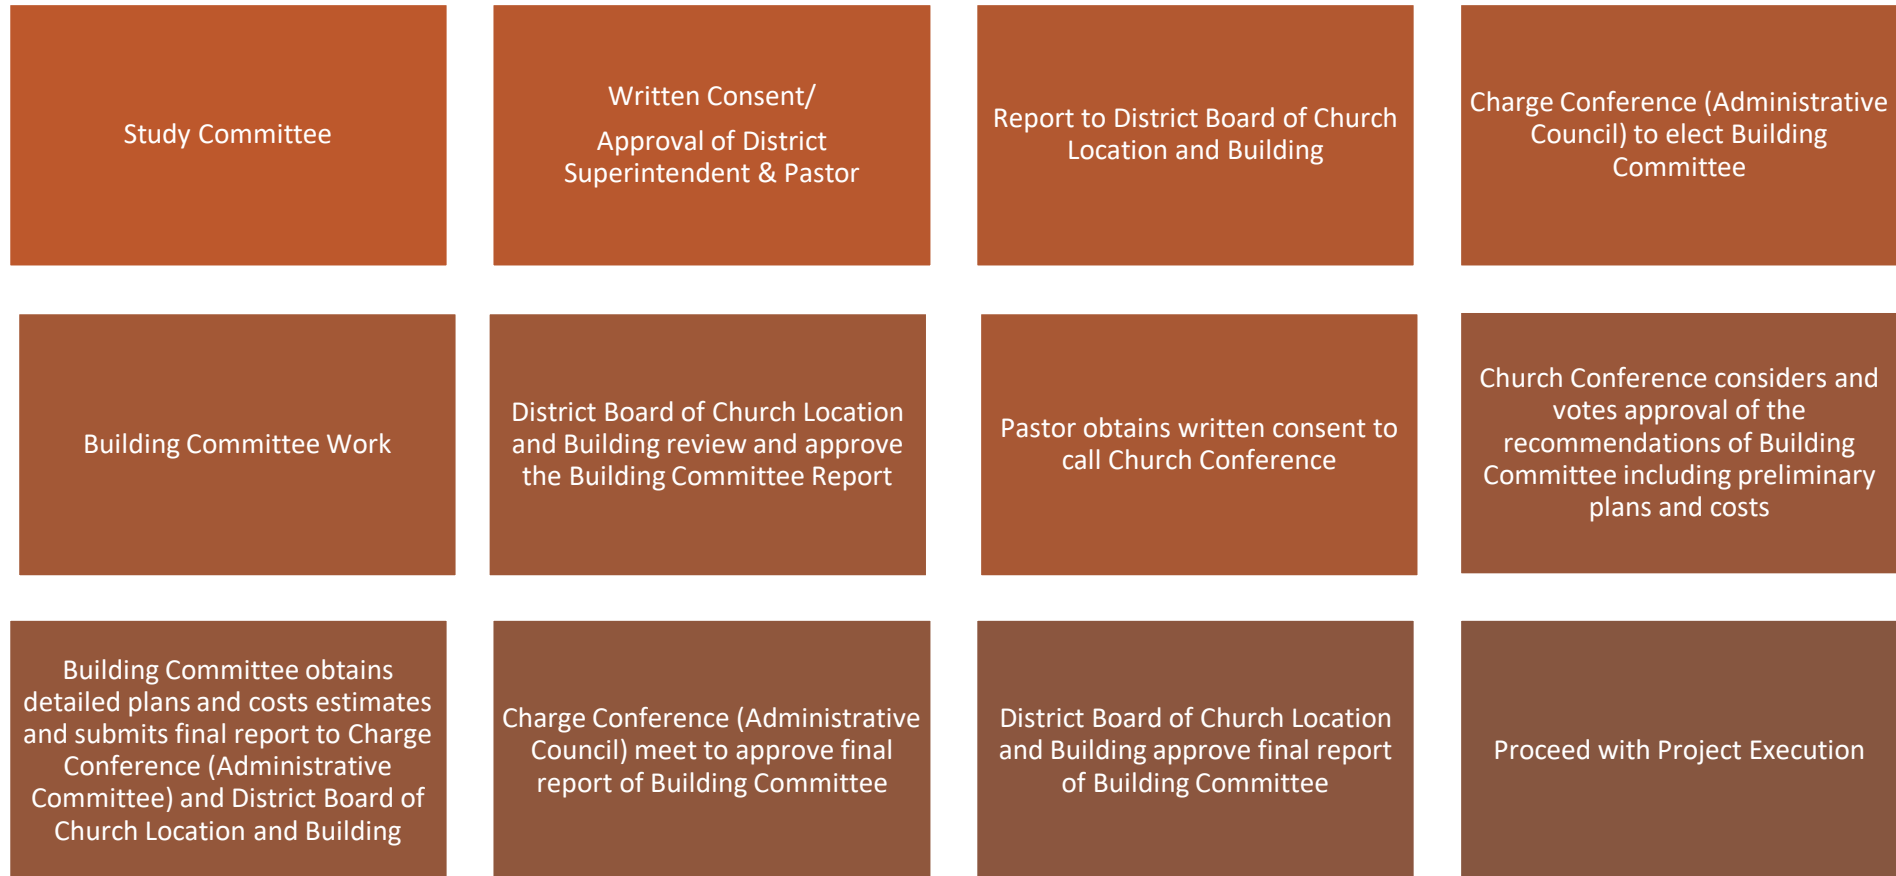 Study Committee
Written Consent/
Approval of District
Superintendent & Pastor
Report to District Board of Church
Location and Building
Charge Conference (Administrative
Council) to elect Building
Committee
Building Committee Work
District Board of Church Location
and Building review and approve
the Building Committee Report
Pastor obtains written consent to
call Church Conference
Church Conference considers and
votes approval of the
recommendations of Building
Committee including preliminary
plans and costs
Building Committee obtains
detailed plans and costs estimates
and submits final report to Charge
Conference (Administrative
Committee) and District Board of
Church Location and Building
Charge Conference (Administrative
Council) meet to approve final
report of Building Committee
District Board of Church Location
and Building approve final report
of Building Committee
Proceed with Project Execution